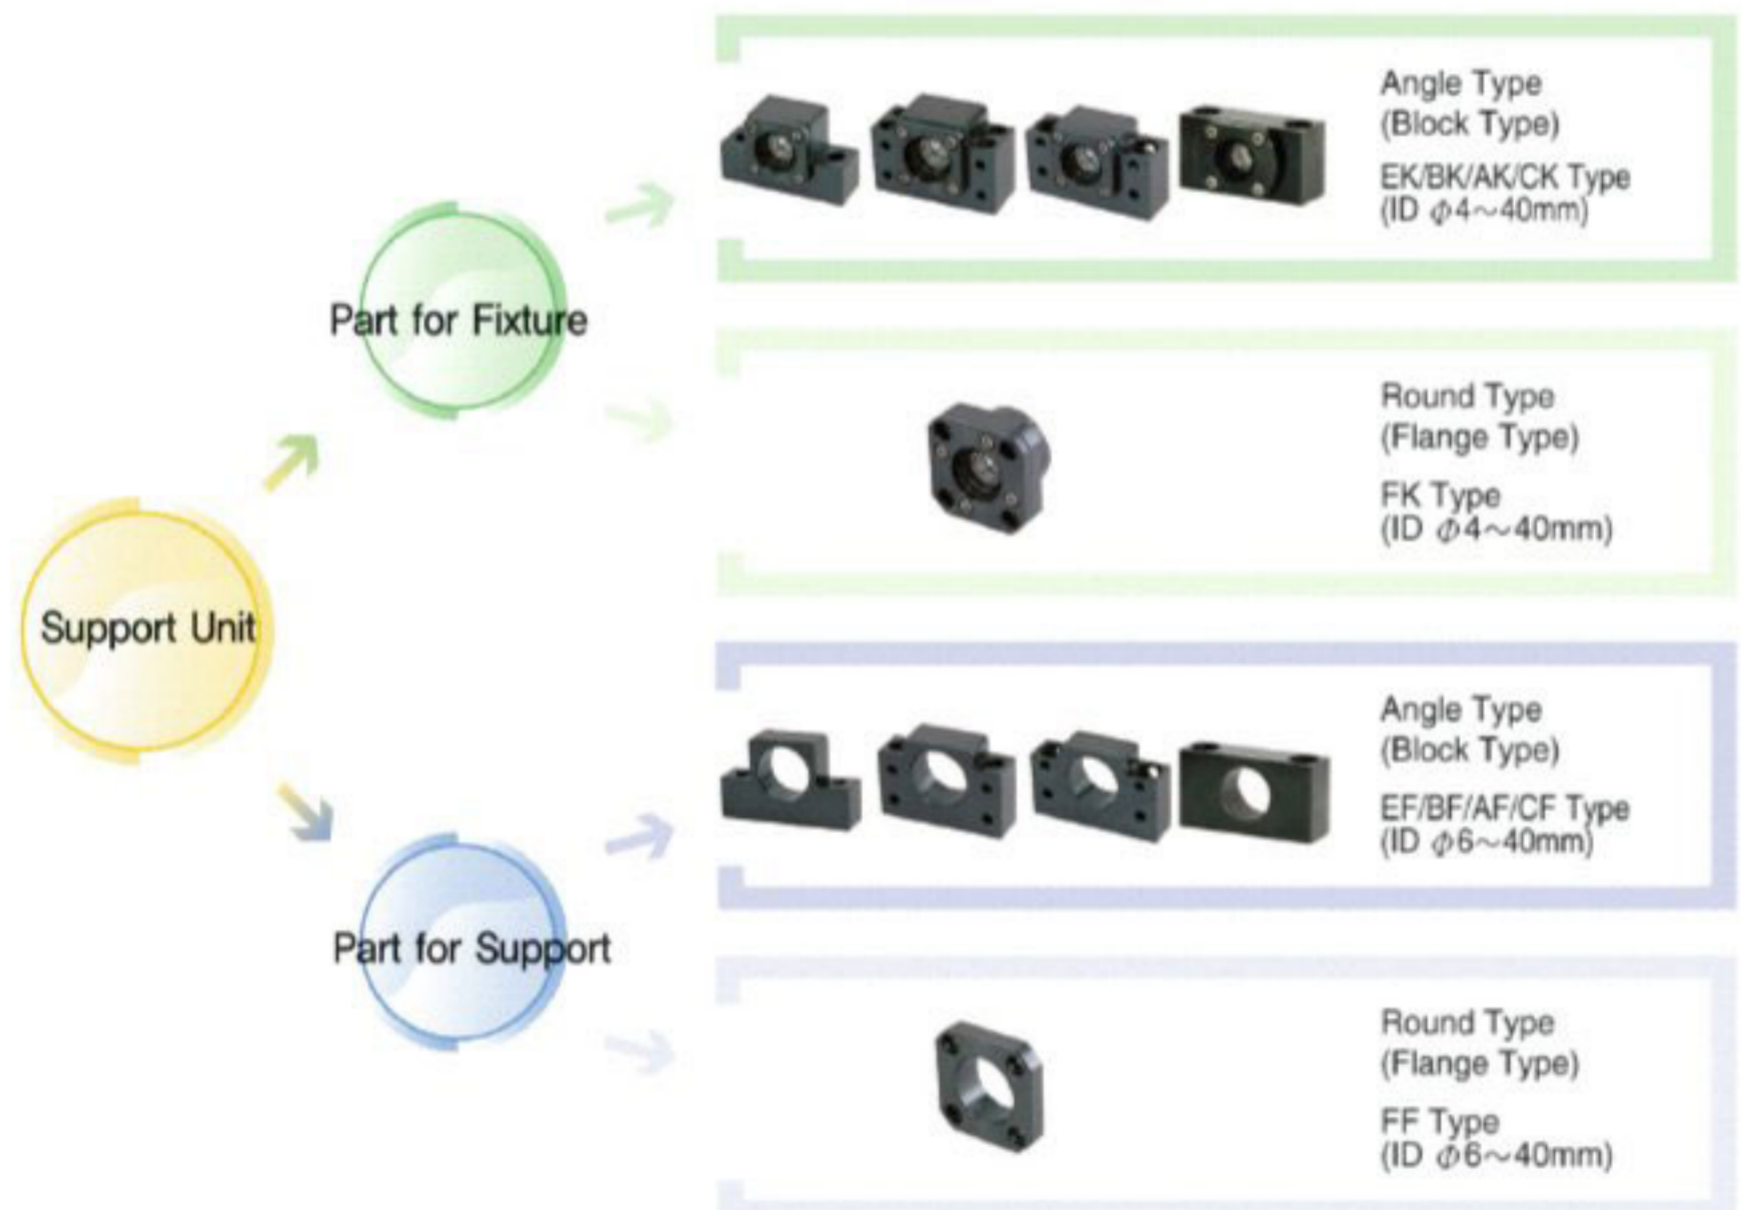 Support Unit
Part for Fixture
Angle Type
(Block Type)
EK/BK/AK/CK Type
(ID ϕ4～40mm)
Round Type
(Flange Type)
FK Type
(ID ϕ4～40mm)
Part for Support
Angle Type
(Block Type)
EF/BF/AF/CF Type
(ID ϕ6～40mm)
Round Type
(Flange Type)
FF Type
(ID ϕ6～40mm)